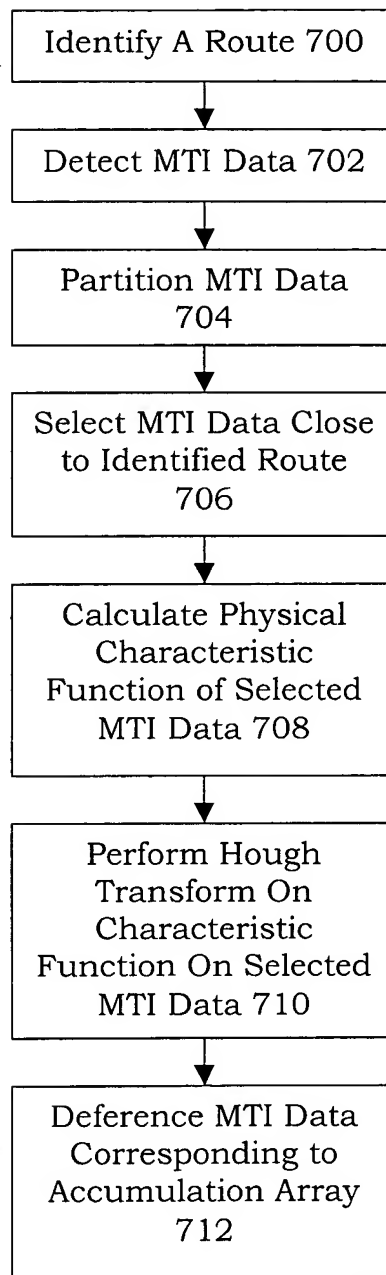 Identify A Route 700
Detect MTI Data 702
Partition MTI Data
704
Select MTI Data Close
to Identified Route
706
Calculate Physical
Characteristic
Function of Selected
MTI Data 708
Perform Hough
Transform On
Characteristic
Function On Selected
MTI Data 710
Deference MTI Data
Corresponding to
Accumulation Array
712